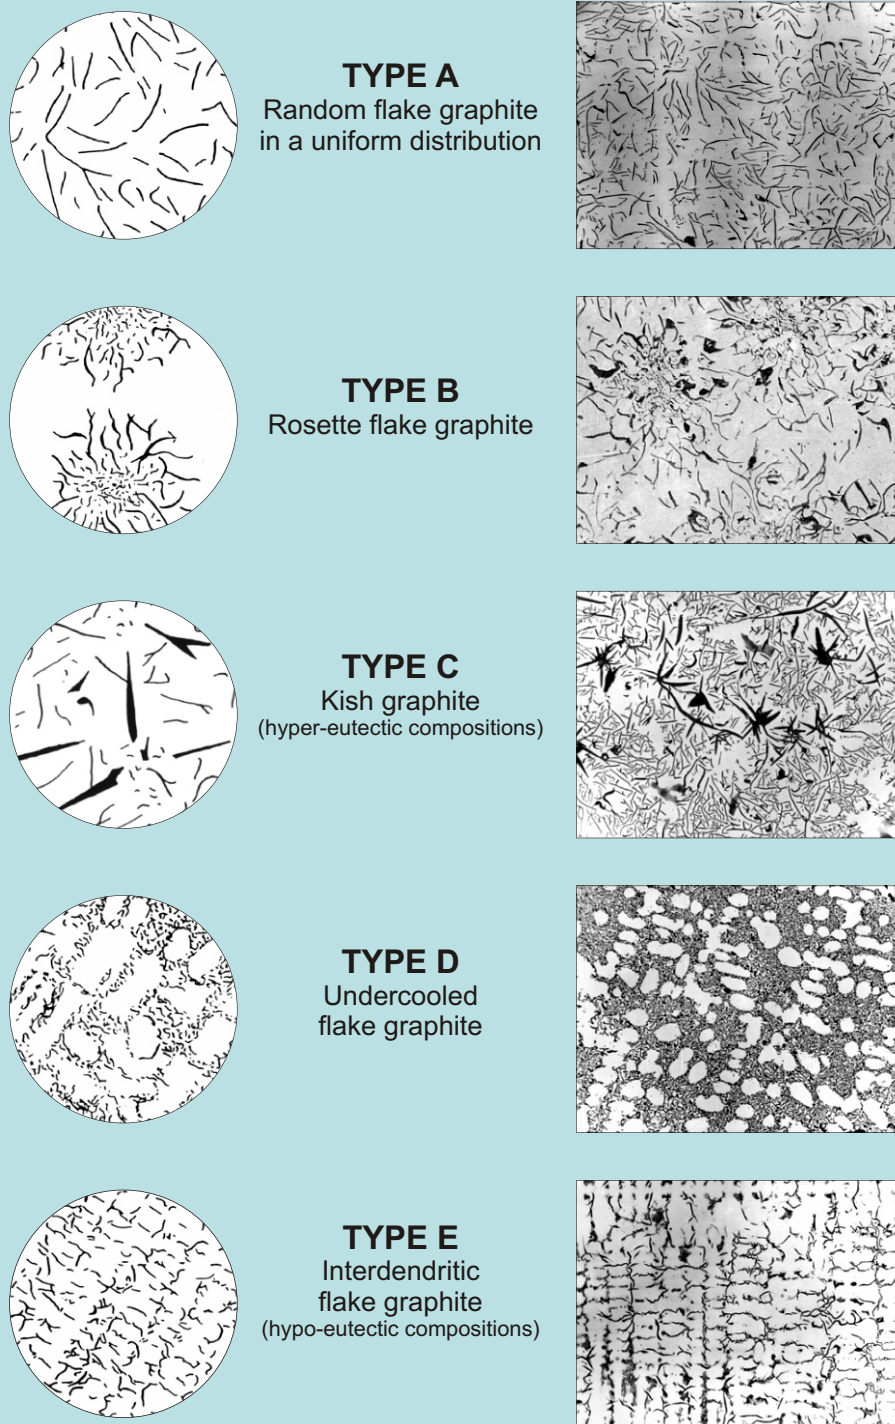 TYPE A
Random flake graphite
in a uniform distribution
TYPE B
Rosette flake graphite
TYPE C
Kish graphite
(hyper-eutectic compositions)
TYPE D
Undercooled
flake graphite
TYPE E
Interdendritic
flake graphite
(hypo-eutectic compositions)